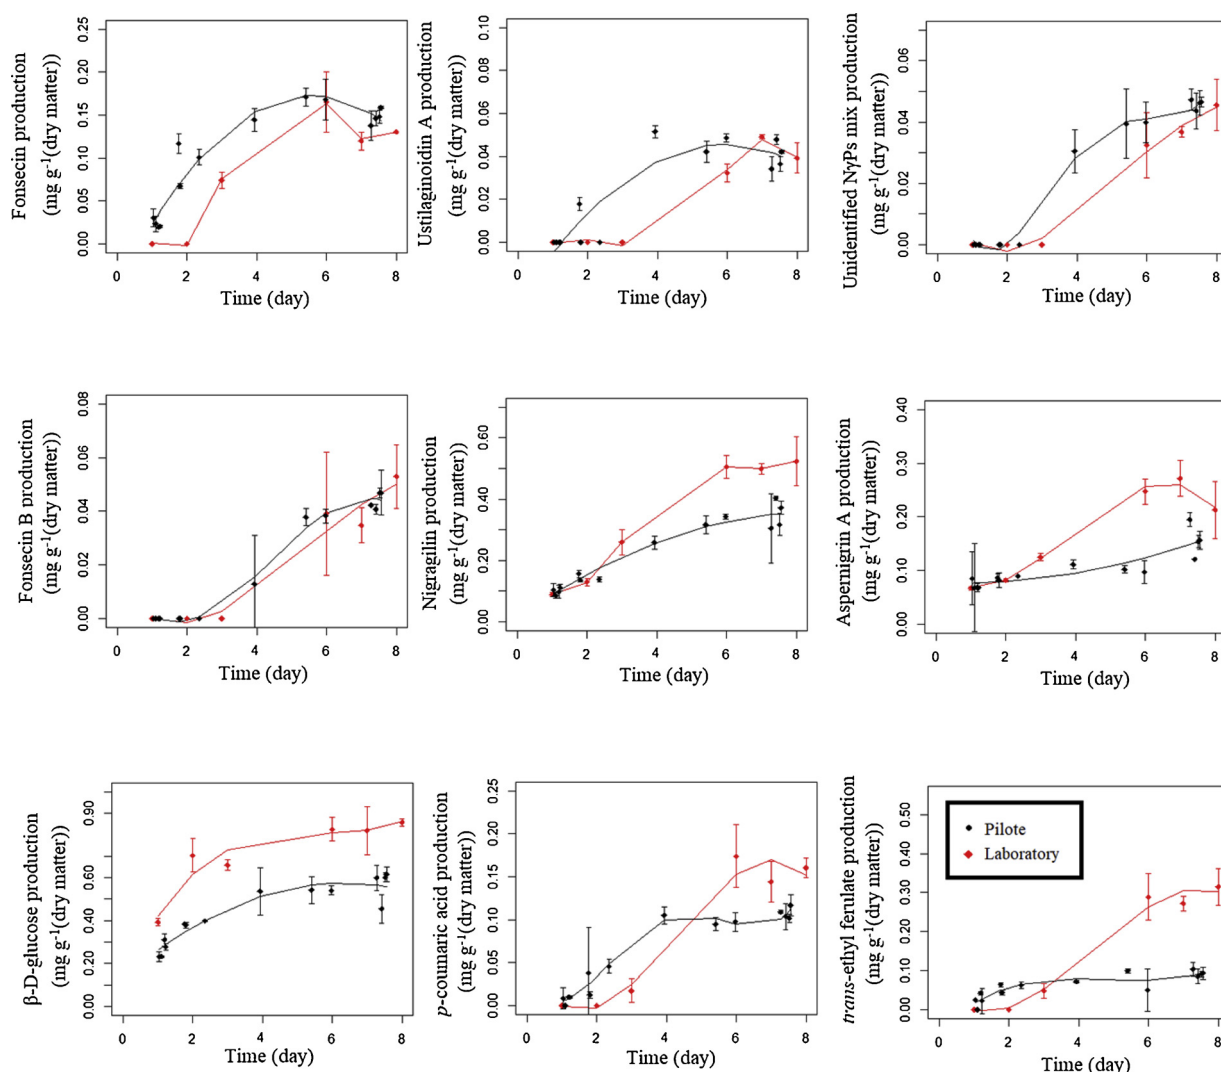 Fonsecin production
(mg g-1(dry matter))
0.00 0.05 0.10 0.15 0.20 0.25
0 2 4 6 8
Time (day)
Ustilaginoidin A production
(mg g-1(dry matter))
0.00 0.02 0.04 0.06 0.08 0.10
0 2 4 6 8
Time (day)
Unidentified NγPs mix production
(mg g-1(dry matter))
0.00 0.02 0.04 0.06
0 2 4 6 8
Time (day)
Fonsecin B production
(mg g-1(dry matter))
0.00 0.02 0.04 0.06 0.08
0 2 4 6 8
Time (day)
Nigragilin production
(mg g-1(dry matter))
0.00 0.20 0.40 0.60
0 2 4 6 8
Time (day)
Aspernigrin A production
(mg g-1(dry matter))
0.00 0.10 0.20 0.30 0.40
0 2 4 6 8
Time (day)
β-D-glucose production
(mg g-1(dry matter))
0.00 0.20 0.40 0.60 0.90
0 2 4 6 8
Time (day)
p-coumaric acid production
(mg g-1(dry matter))
0.00 0.05 0.10 0.15 0.20 0.25
0 2 4 6 8
Time (day)
trans-ethyl ferulate production
(mg g-1(dry matter))
0.00 0.10 0.20 0.30 0.40 0.50
Pilote
Laboratory
0 2 4 6 8
Time (day)